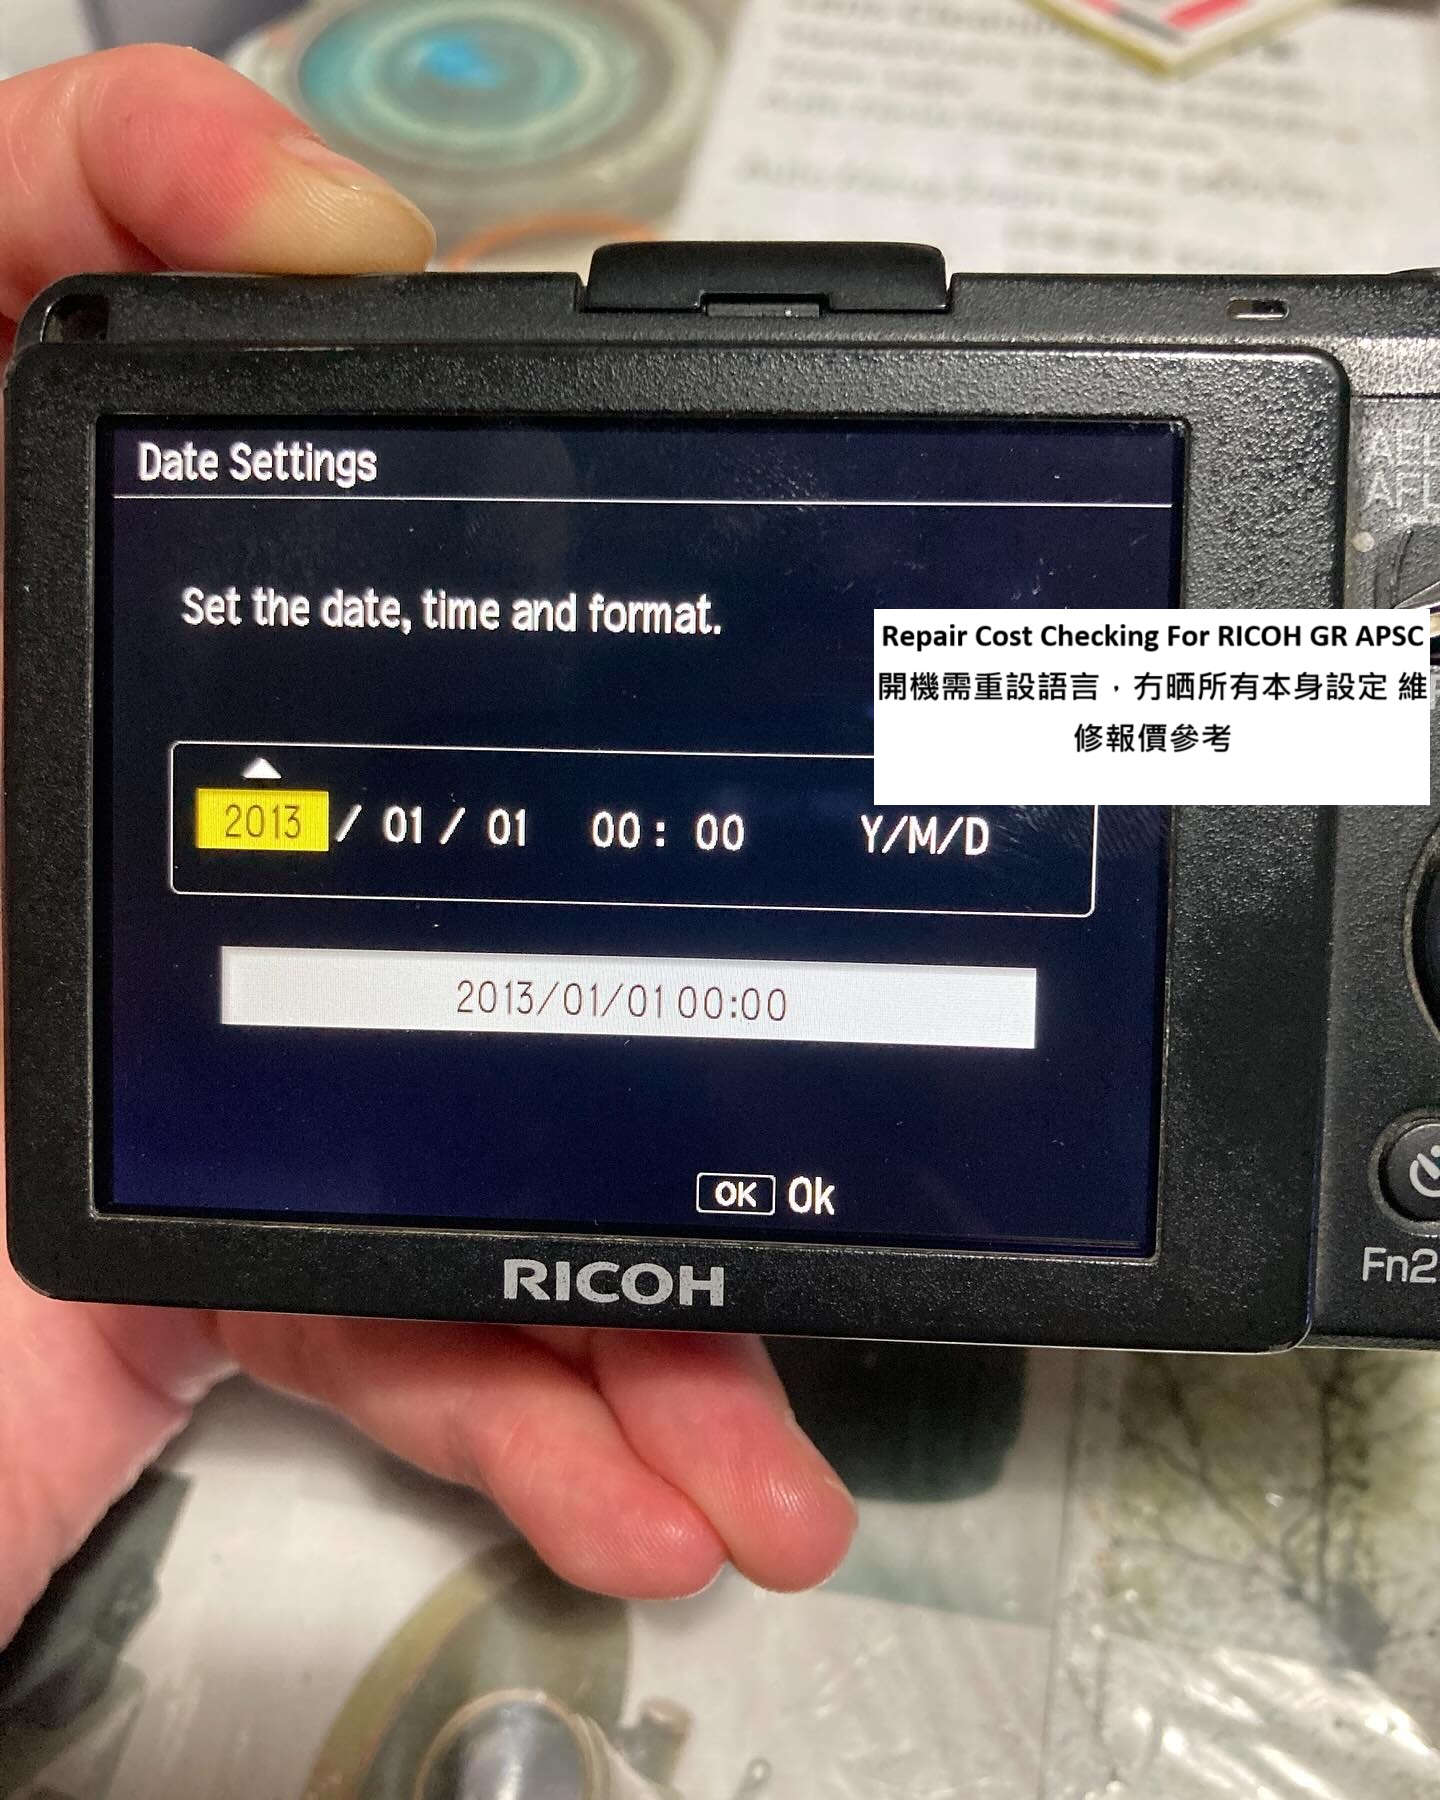 Date Settings
Set the date, time and format.
Repair Cost Checking For RICOH GR APSC
開機需重設語言，冇晒所有本身設定 維
修報價參考
2013 / 01 / 01 00 : 00 Y/M/D
2013/01/01 00:00
OK Ok
RICOH
Fn2